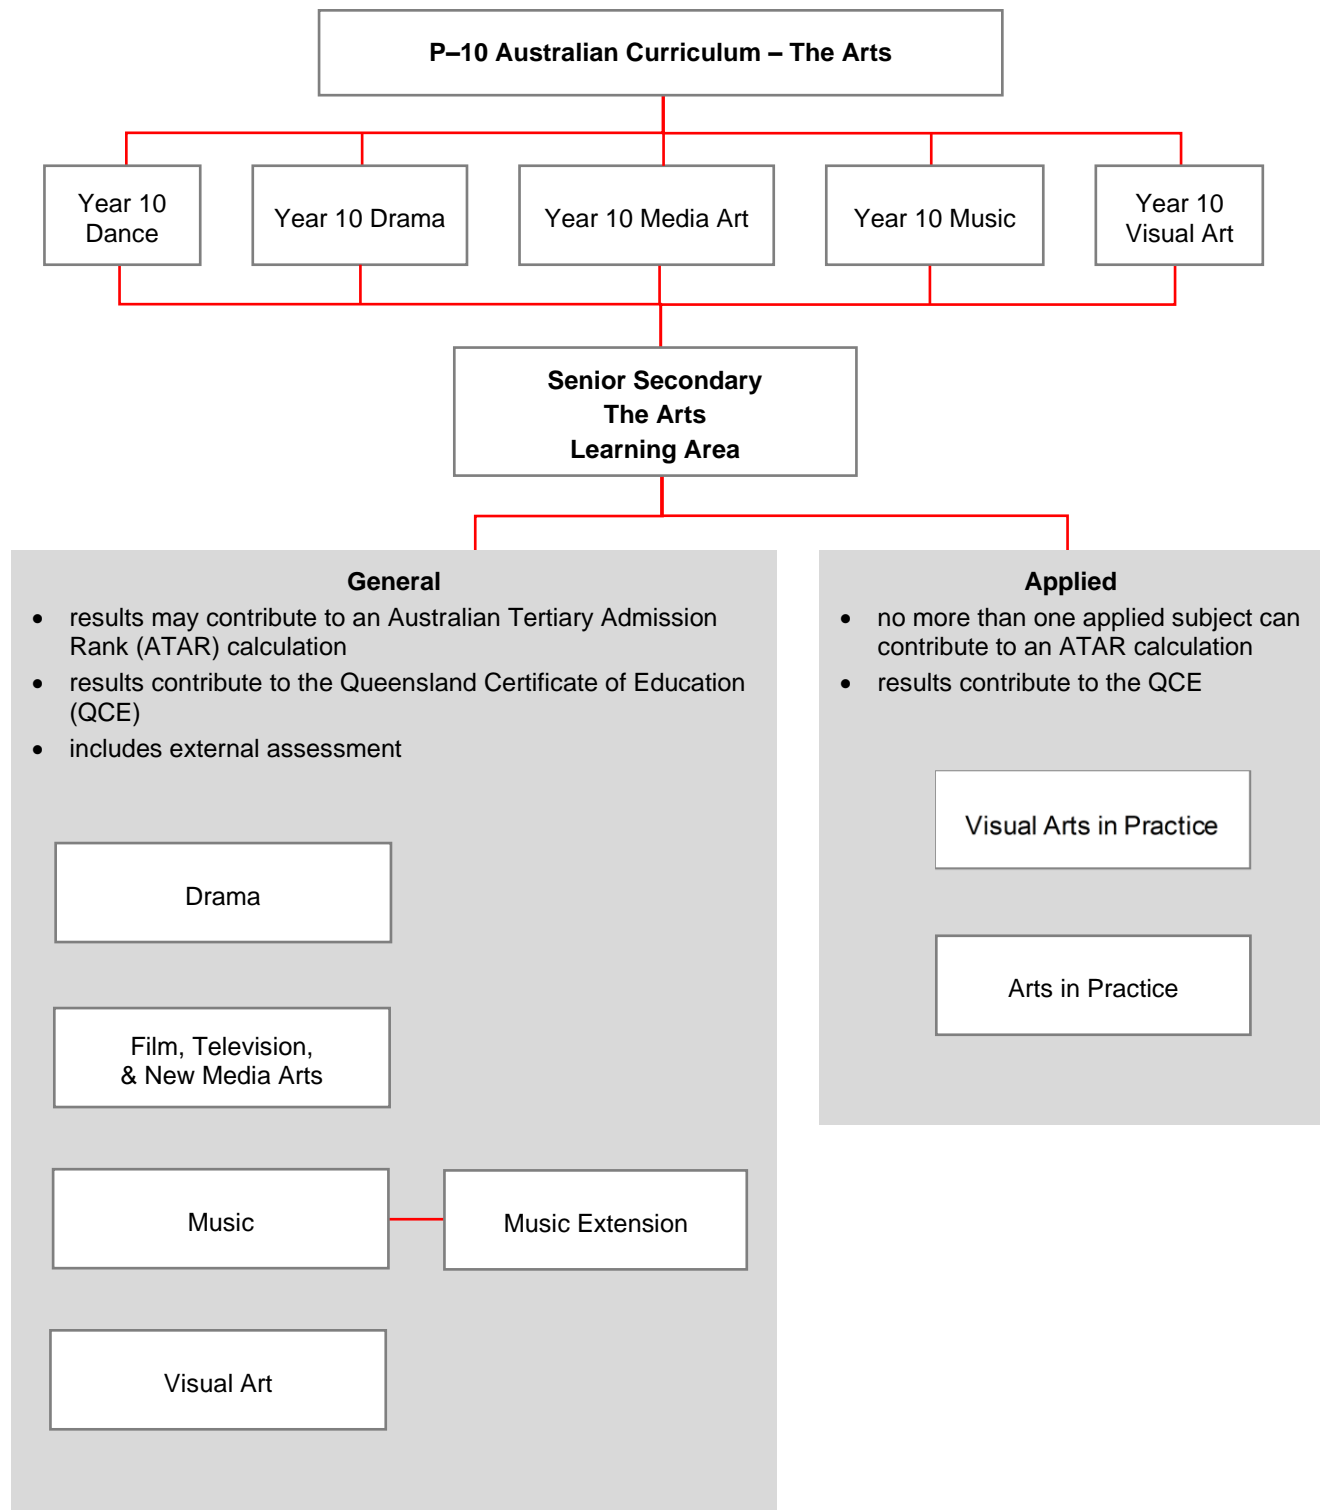 P–10 Australian Curriculum – The Arts
Year 10
Dance
Year 10 Drama
Year 10 Media Art
Year 10 Music
Year 10
Visual Art
Senior Secondary
The Arts
Learning Area
General
• results may contribute to an Australian Tertiary Admission
Rank (ATAR) calculation
• results contribute to the Queensland Certificate of Education
(QCE)
• includes external assessment
Drama
Film, Television,
& New Media Arts
Music
Music Extension
Visual Art
Applied
• no more than one applied subject can
contribute to an ATAR calculation
• results contribute to the QCE
Visual Arts in Practice
Arts in Practice